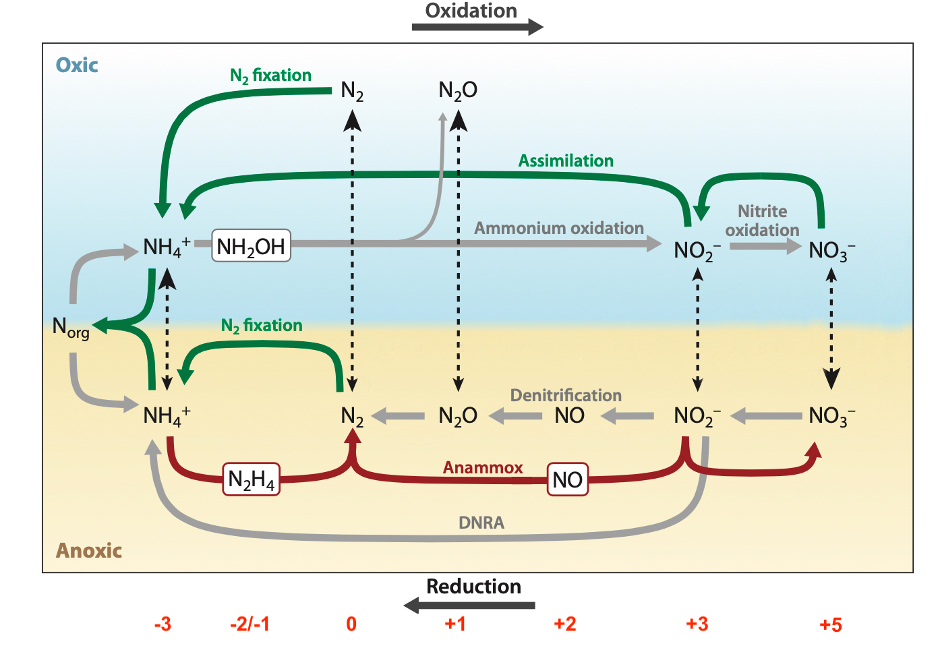 Oxidation
Oxic
N₂ fixation
N₂
N₂O
Assimilation
NH₄⁺
NH₂OH
Ammonium oxidation
NO₂⁻
Nitrite
oxidation
NO₃⁻
N_org
N₂ fixation
NH₄⁺
N₂
N₂O
Denitrification
NO
NO₂⁻
NO₃⁻
N₂H₄
Anammox
NO
DNRA
Anoxic
Reduction
-3 -2/-1 0 +1 +2 +3 +5